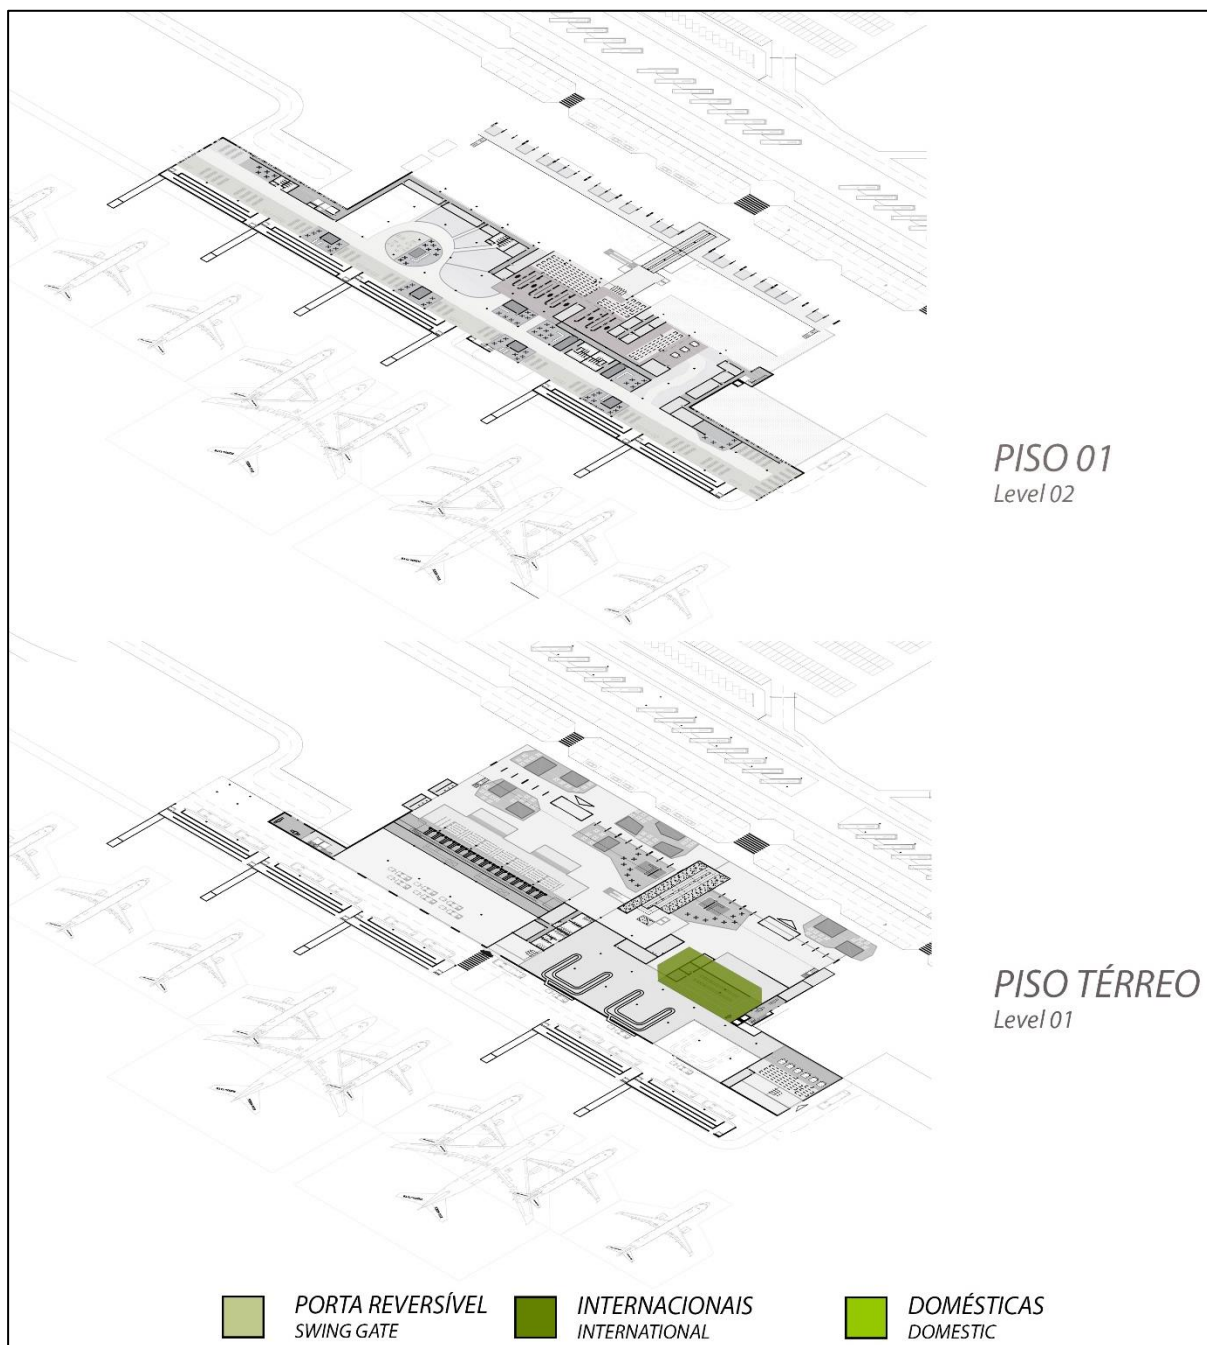 PISO 01
Level 02
PISO TÉRREO
Level 01
PORTA REVERSÍVEL
SWING GATE
INTERNACIONAIS
INTERNATIONAL
DOMÉSTICAS
DOMESTIC